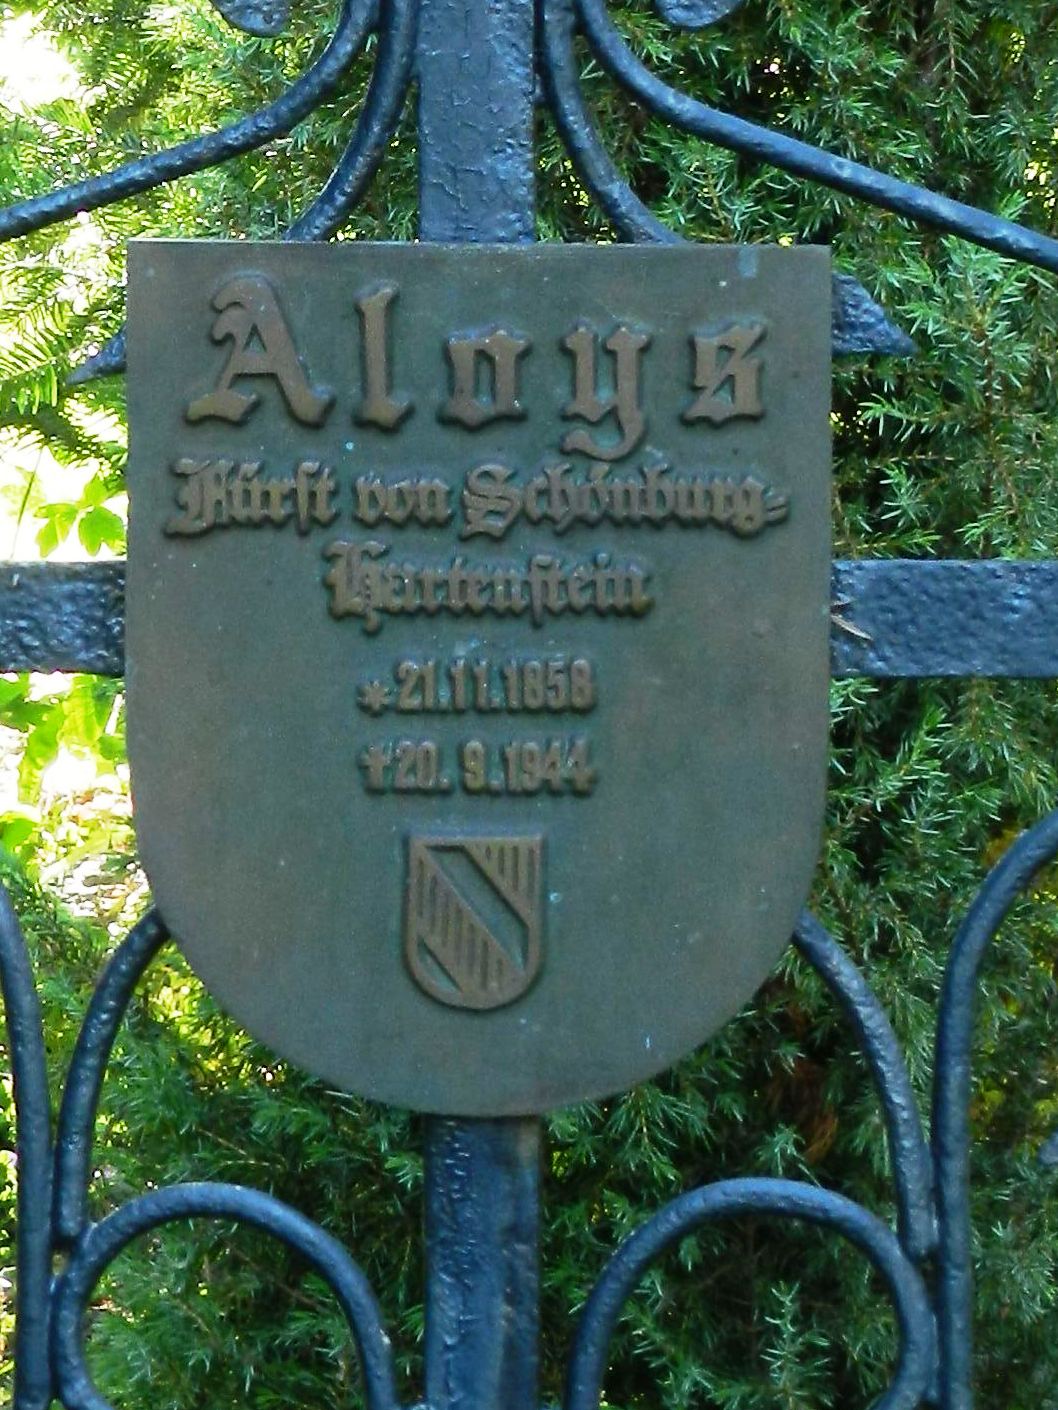 Aloys
Fürst von Schönburg-
Hartenstein
*21.11.1858
†20.9.1944